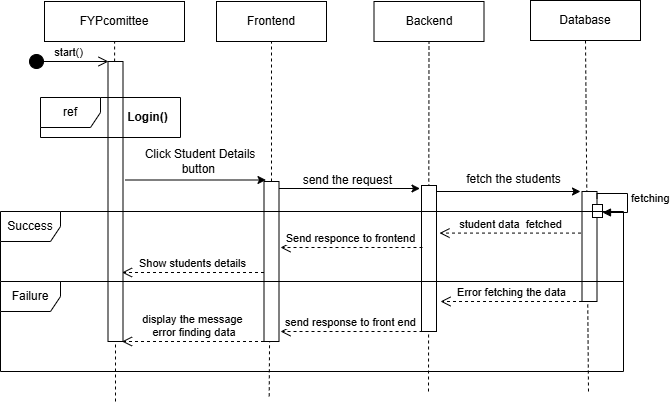 FYPcomittee
Frontend
Backend
Database
start()
ref
Login()
Click Student Details
button
send the request
fetch the students
fetching
Success
student data fetched
Send responce to frontend
Show students details
Failure
Error fetching the data
display the message
error finding data
send response to front end